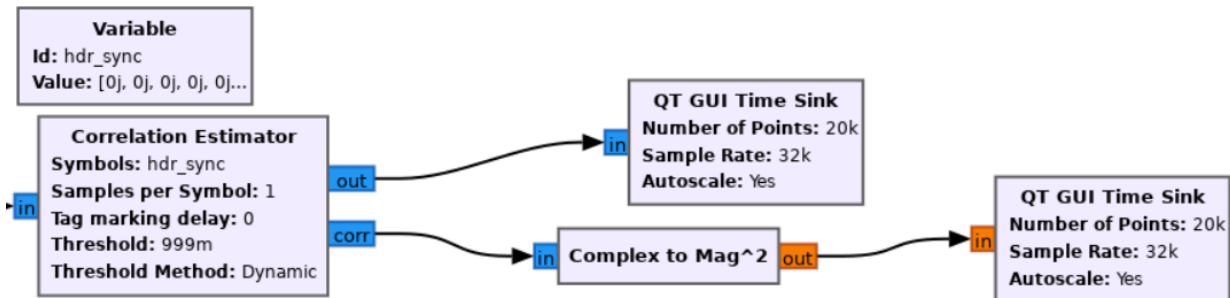 Variable
Id: hdr_sync
Value: [0j, 0j, 0j, 0j, 0j...
Correlation Estimator
Symbols: hdr_sync
Samples per Symbol: 1
Tag marking delay: 0
Threshold: 999m
Threshold Method: Dynamic
in
out
corr
in
QT GUI Time Sink
Number of Points: 20k
Sample Rate: 32k
Autoscale: Yes
in
Complex to Mag^2
out
in
QT GUI Time Sink
Number of Points: 20k
Sample Rate: 32k
Autoscale: Yes